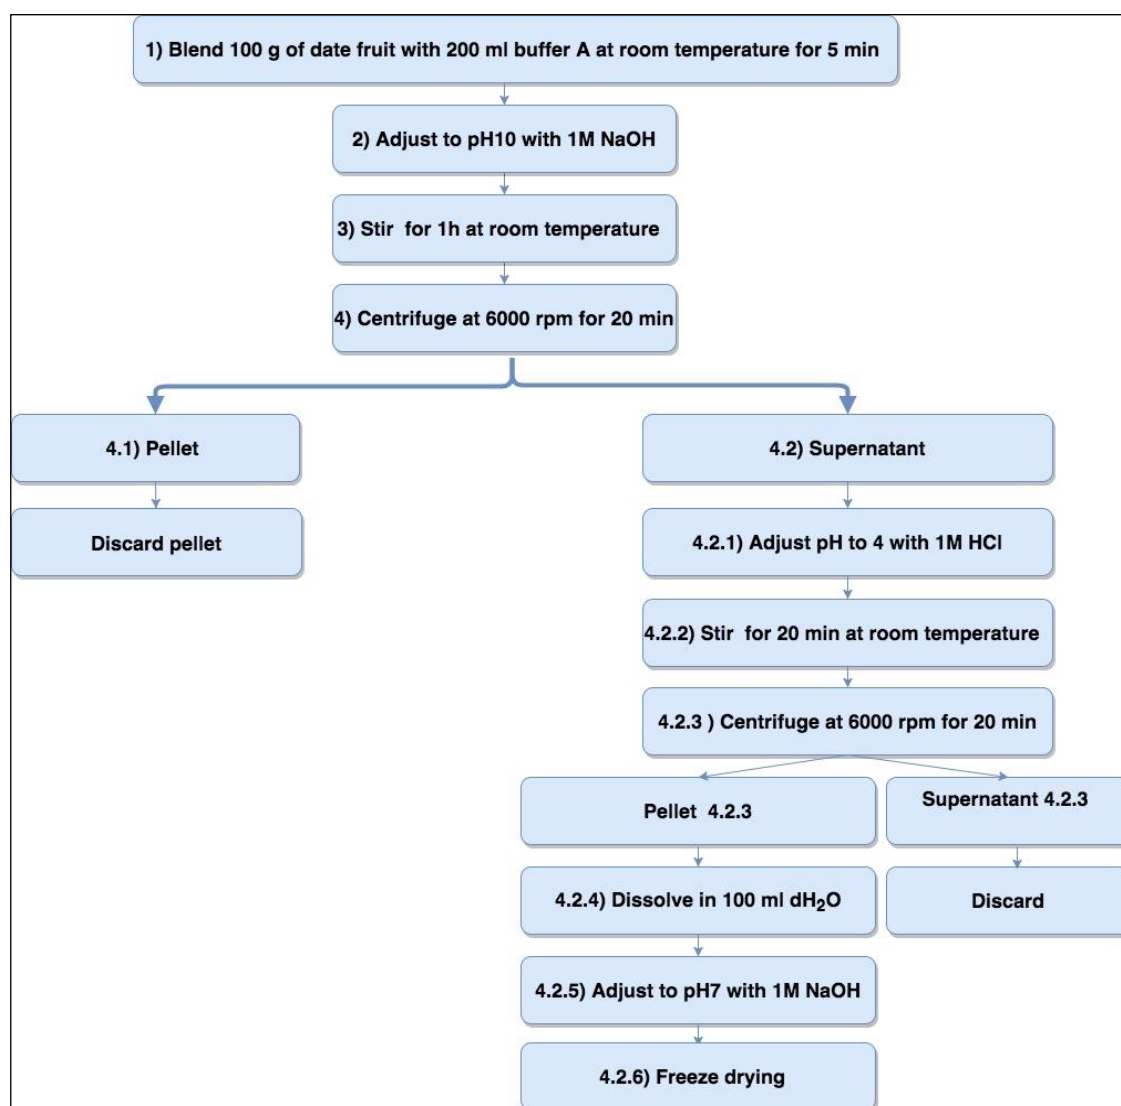 1) Blend 100 g of date fruit with 200 ml buffer A at room temperature for 5 min
2) Adjust to pH10 with 1M NaOH
3) Stir for 1h at room temperature
4) Centrifuge at 6000 rpm for 20 min
4.1) Pellet
Discard pellet
4.2) Supernatant
4.2.1) Adjust pH to 4 with 1M HCl
4.2.2) Stir for 20 min at room temperature
4.2.3 ) Centrifuge at 6000 rpm for 20 min
Pellet 4.2.3
4.2.4) Dissolve in 100 ml dH₂O
4.2.5) Adjust to pH7 with 1M NaOH
4.2.6) Freeze drying
Supernatant 4.2.3
Discard